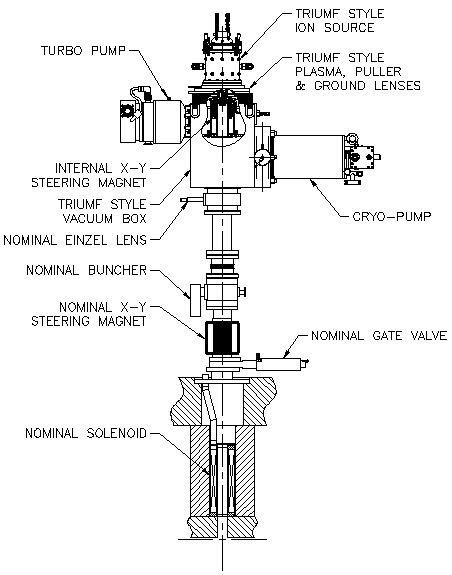 TRIUMF STYLE
ION SOURCE
TURBO PUMP
TRIUMF STYLE
PLASMA, PULLER
& GROUND LENSES
INTERNAL X-Y
STEERING MAGNET
TRIUMF STYLE
VACUUM BOX
CRYO-PUMP
NOMINAL EINZEL LENS
NOMINAL BUNCHER
NOMINAL X-Y
STEERING MAGNET
NOMINAL GATE VALVE
NOMINAL SOLENOID